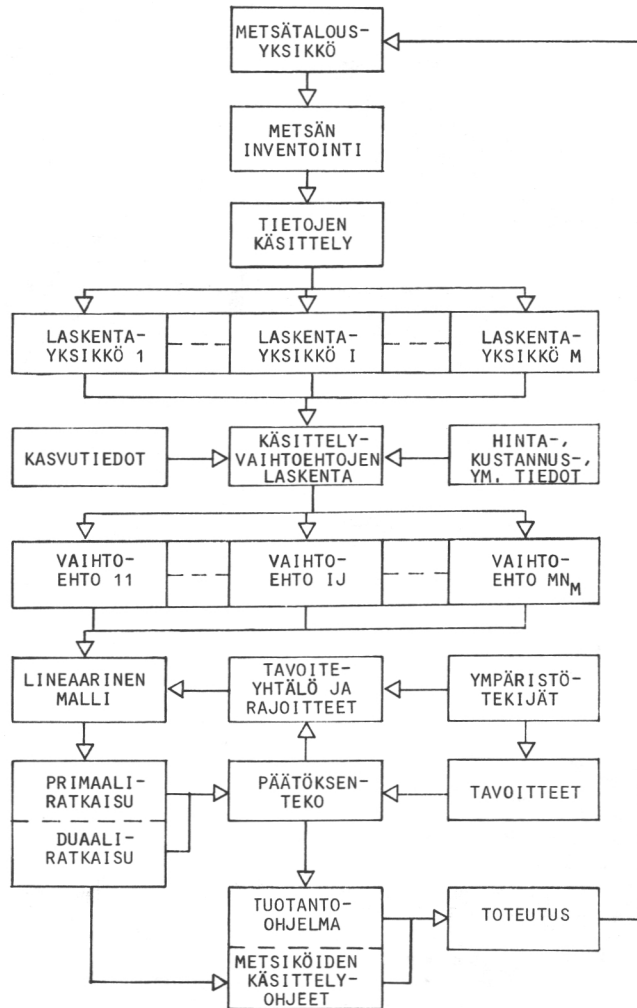 METSÄTALOUS-
YKSIKKÖ
METSÄN
INVENTOINTI
TIETOJEN
KÄSITTELY
LASKENTA-
YKSIKKÖ 1
LASKENTA-
YKSIKKÖ I
LASKENTA-
YKSIKKÖ M
KASVUTIEDOT
KÄSITTELY-
VAIHTOEHTOJEN
LASKENTA
HINTA-,
KUSTANNUS-,
YM. TIEDOT
VAIHTO-
EHTO 11
VAIHTO-
EHTO IJ
VAIHTO-
EHTO MN_M
LINEAARINEN
MALLI
TAVOITE-
YHTÄLÖ JA
RAJOITTEET
YMPÄRISTÖ-
TEKIJÄT
PRIMAALI-
RATKAISU
DUAALI-
RATKAISU
PÄÄTÖKSEN-
TEKO
TAVOITTEET
TUOTANTO-
OHJELMA
METSIKÖIDEN
KÄSITTELY-
OHJEET
TOTEUTUS